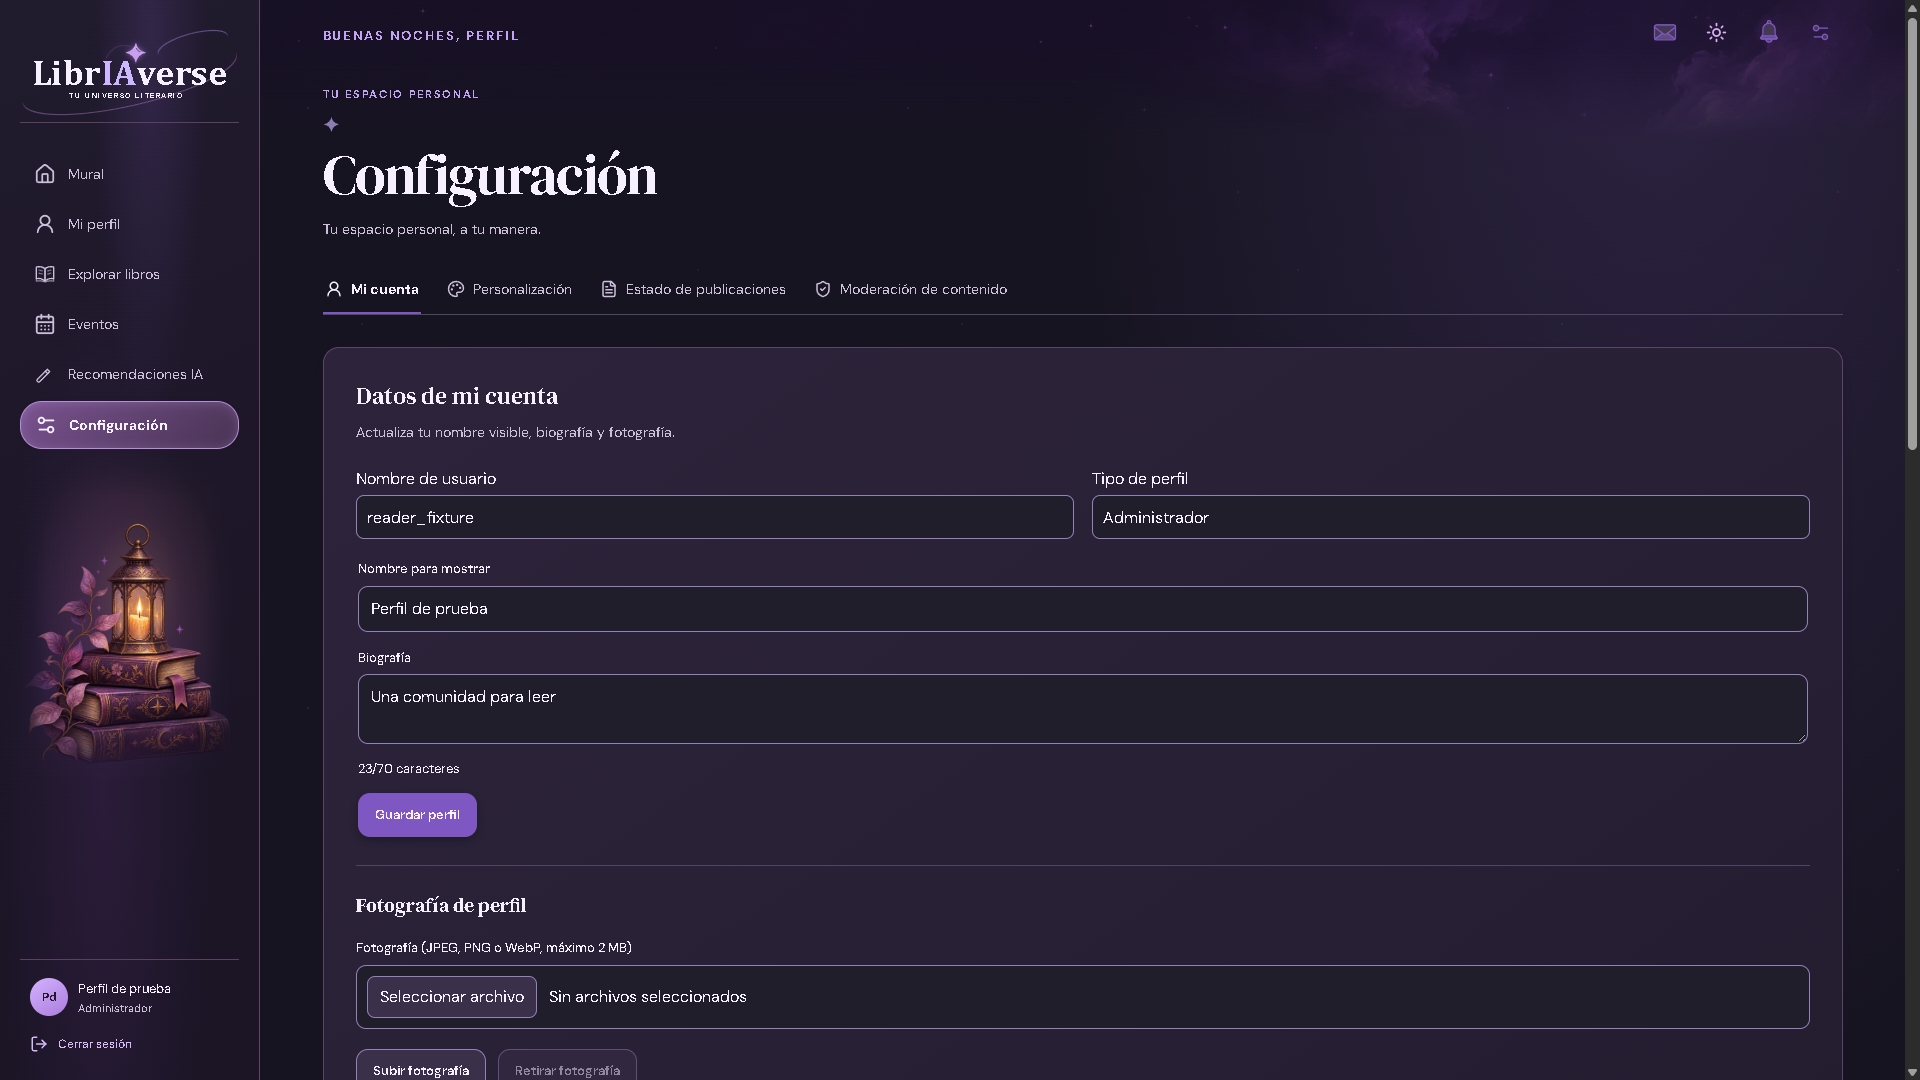 LibrIAverse
TU UNIVERSO LITERARIO
Mural
Mi perfil
Explorar libros
Eventos
Recomendaciones IA
Configuración
Pd
Perfil de prueba
Administrador
Cerrar sesión
BUENAS NOCHES, PERFIL
TU ESPACIO PERSONAL
Configuración
Tu espacio personal, a tu manera.
Mi cuenta
Personalización
Estado de publicaciones
Moderación de contenido
Datos de mi cuenta
Actualiza tu nombre visible, biografía y fotografía.
Nombre de usuario
reader_fixture
Tipo de perfil
Administrador
Nombre para mostrar
Perfil de prueba
Biografía
Una comunidad para leer
23/70 caracteres
Guardar perfil
Fotografía de perfil
Fotografía (JPEG, PNG o WebP, máximo 2 MB)
Seleccionar archivo
Sin archivos seleccionados
Subir fotografía
Retirar fotografía